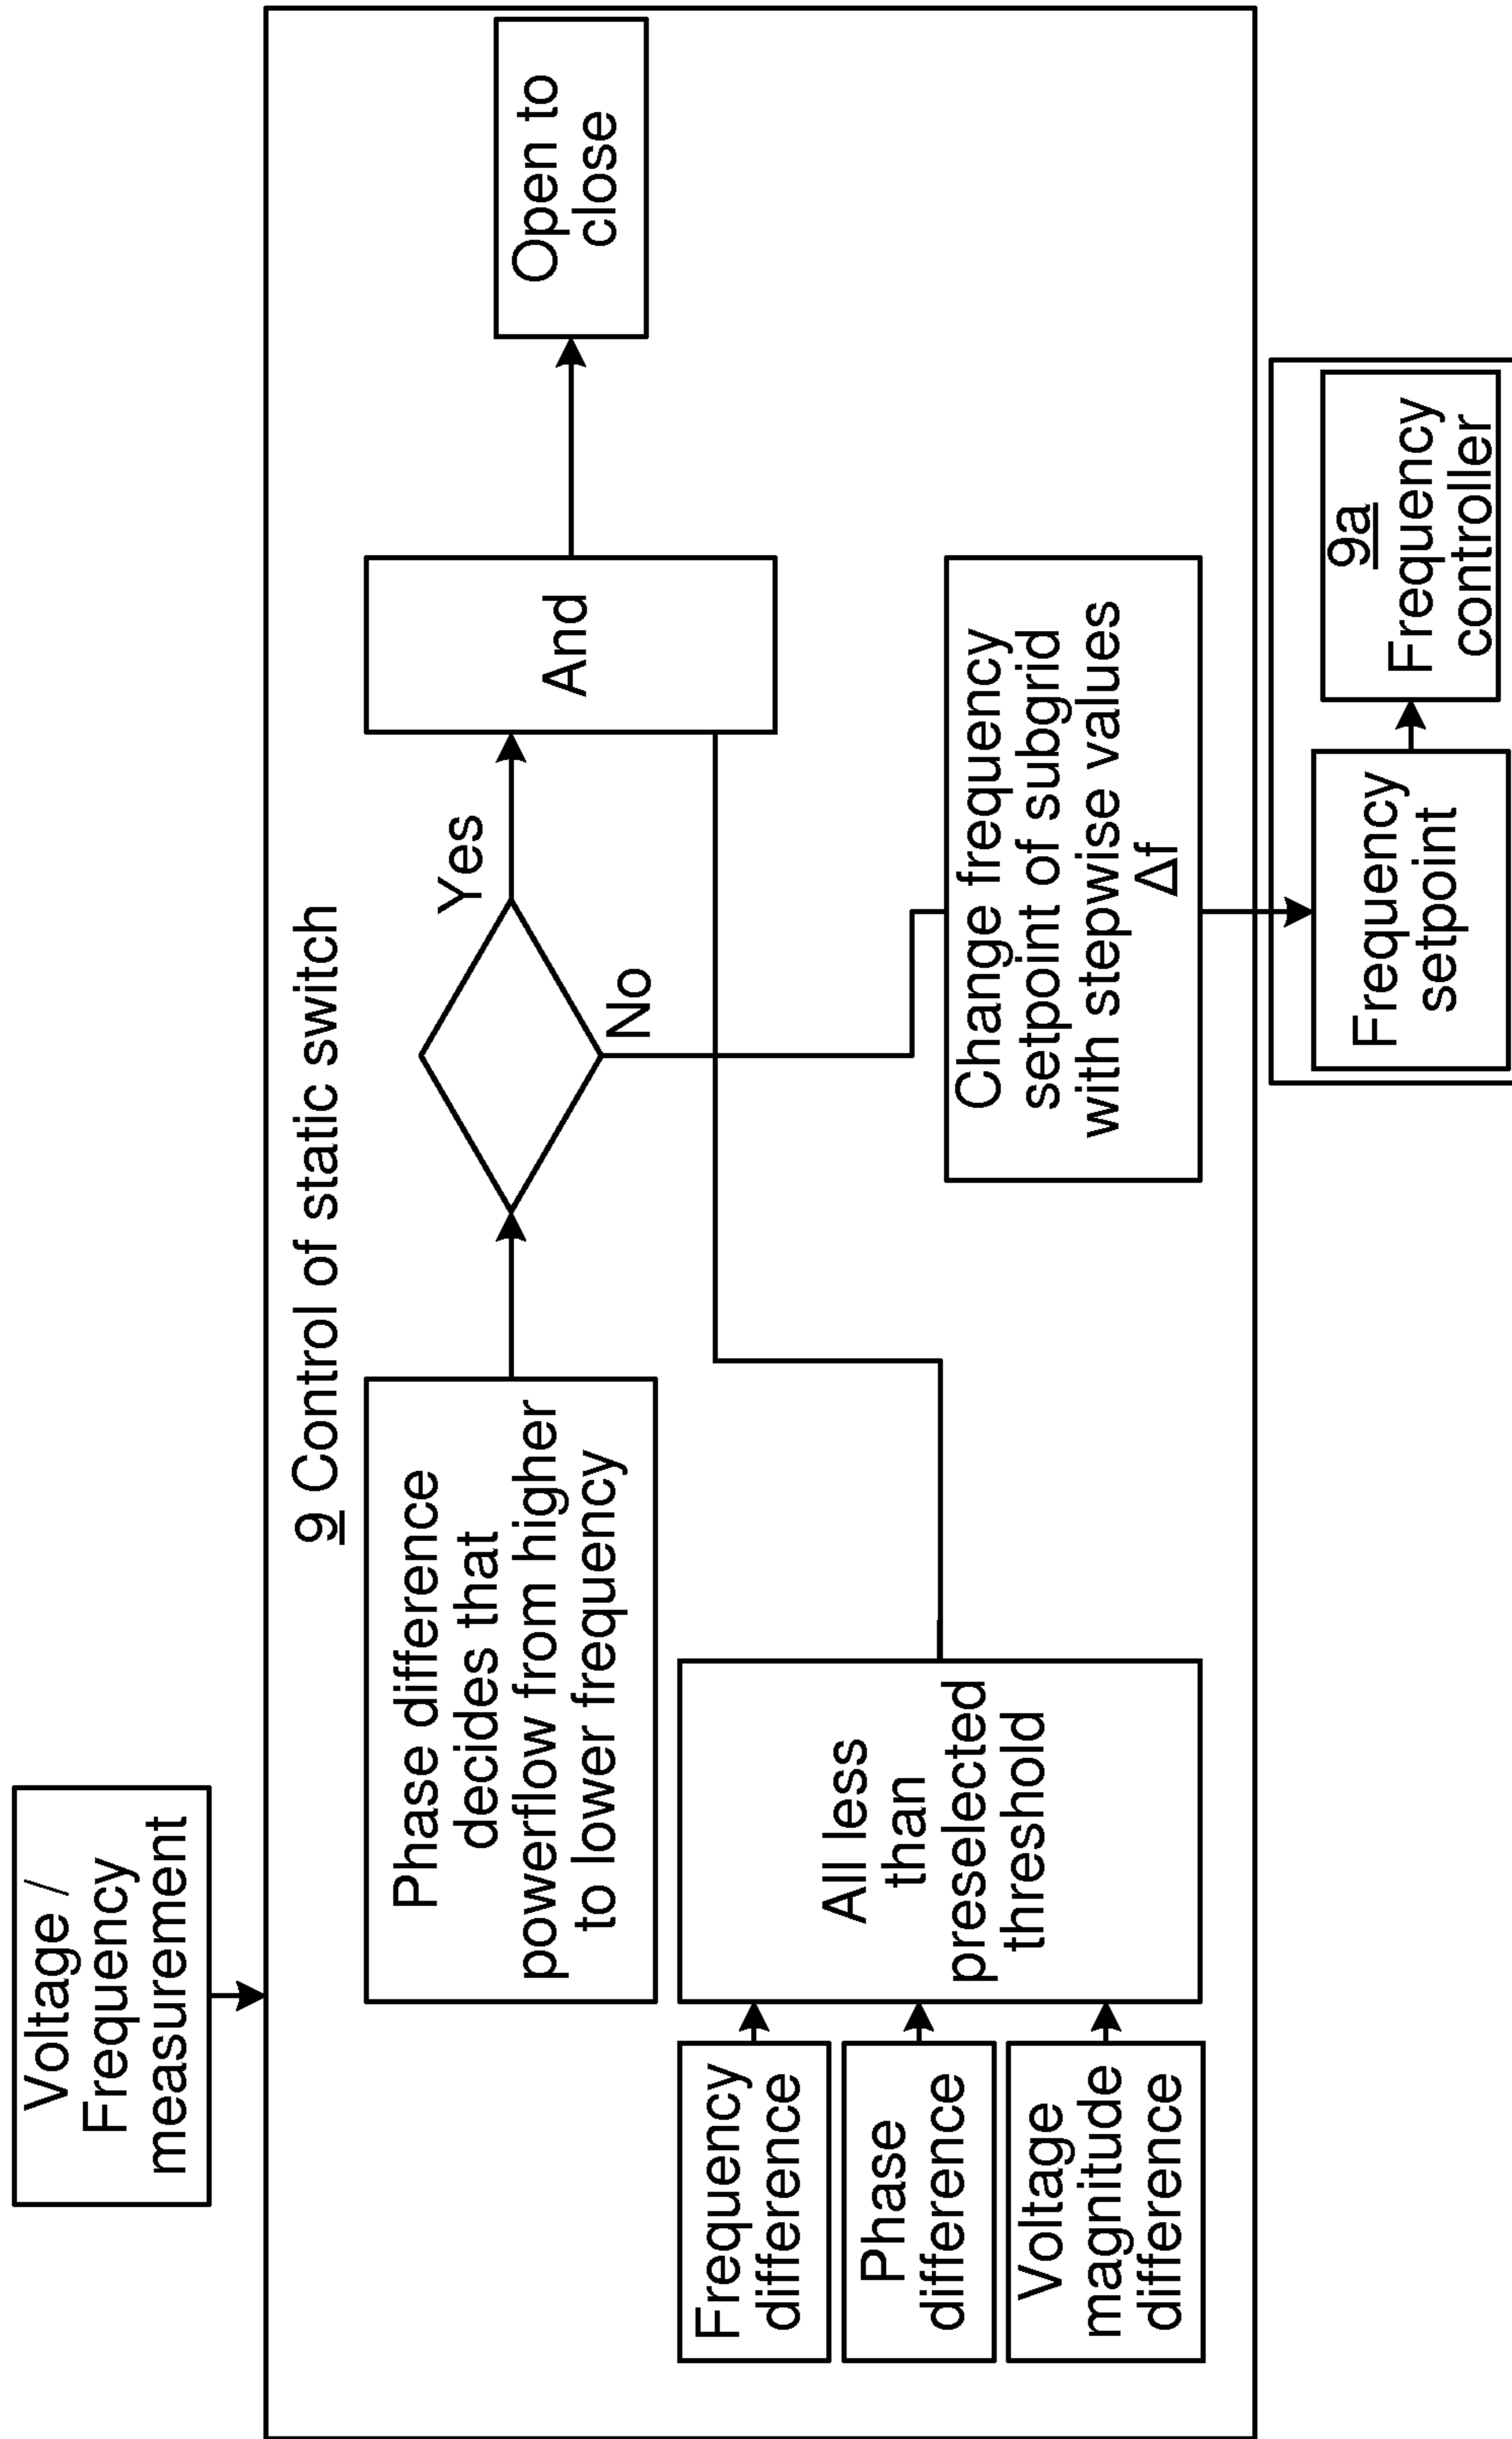 Voltage /
Frequency
measurement
9 Control of static switch
Phase difference
decides that
powerflow from higher
to lower frequency
Yes
No
And
Open to
close
Frequency
difference
Phase
difference
Voltage
magnitude
difference
All less
than
preselected
threshold
Change frequency
setpoint of subgrid
with stepwise values
Δf
Frequency
setpoint
9a
Frequency
controller